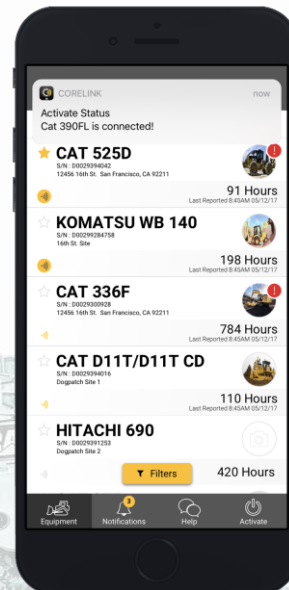 CORELINK
now
Activate Status
Cat 390FL is connected!
CAT 525D
S/N : D0029394042
12456 16th St. San Francisco, CA 92211
91 Hours
Last Reported 8:45AM 05/12/17
KOMATSU WB 140
S/N : D00299284758
16th St. Site
198 Hours
Last Reported 8:45AM 05/12/17
CAT 336F
S/N : D0029300928
12456 16th St. San Francisco, CA 92211
784 Hours
Last Reported 8:45AM 05/12/17
CAT D11T/D11T CD
S/N : D0029394016
Dogpatch Site 1
110 Hours
Last Reported 8:45AM 05/12/17
HITACHI 690
S/N : D0029391253
Dogpatch Site 2
Filters
420 Hours
3
Equipment
Notifications
Help
Activate